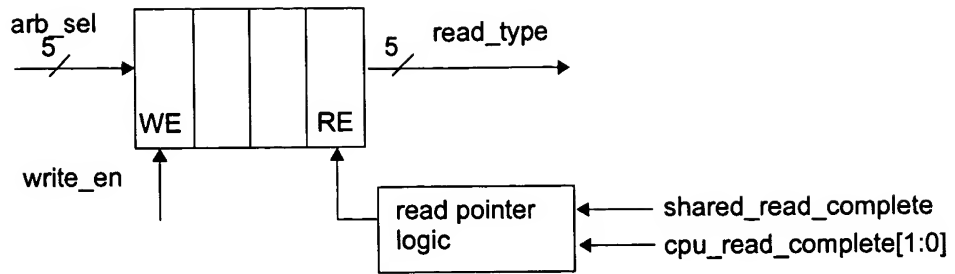 arb_sel
5
5
read_type
WE
RE
write_en
read pointer
logic
shared_read_complete
cpu_read_complete[1:0]